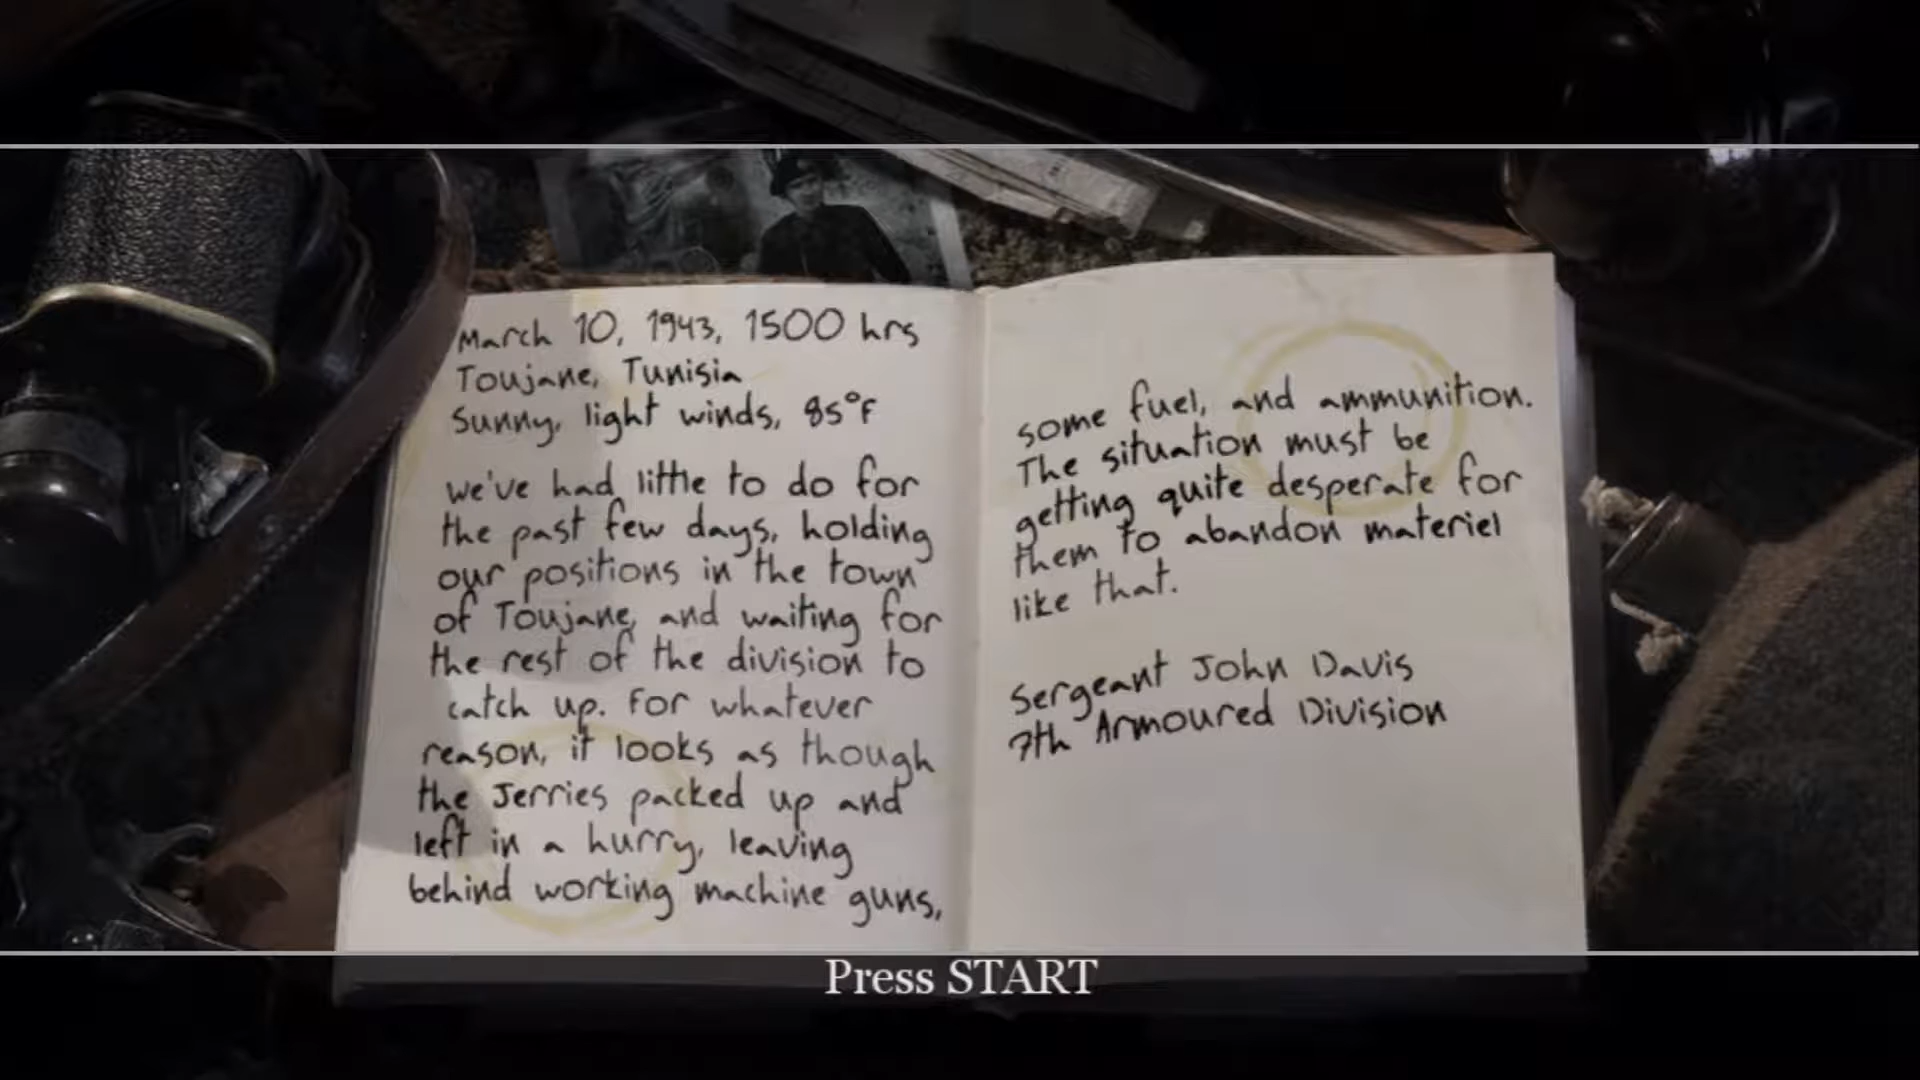 March 10, 1943, 1500 hrs
Toujane, Tunisia
Sunny, light winds, 85°F
We've had little to do for
the past few days, holding
our positions in the town
of Toujane, and waiting for
the rest of the division to
catch up. For whatever
reason, it looks as though
the Jerries packed up and
left in a hurry, leaving
behind working machine guns,
some fuel, and ammunition.
The situation must be
getting quite desperate for
them to abandon materiel
like that.
Sergeant John Davis
7th Armoured Division
Press START